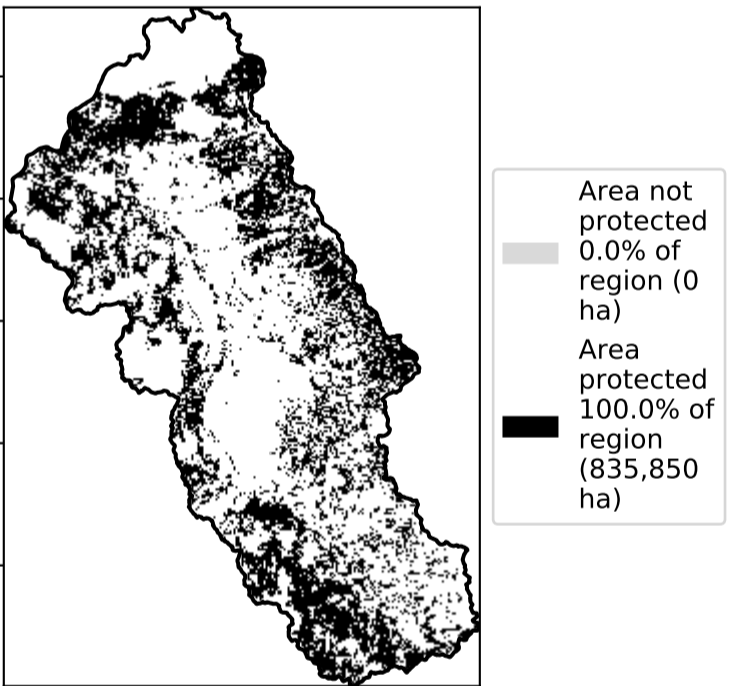 Area not
protected
0.0% of
region (0
ha)
Area
protected
100.0% of
region
(835,850
ha)